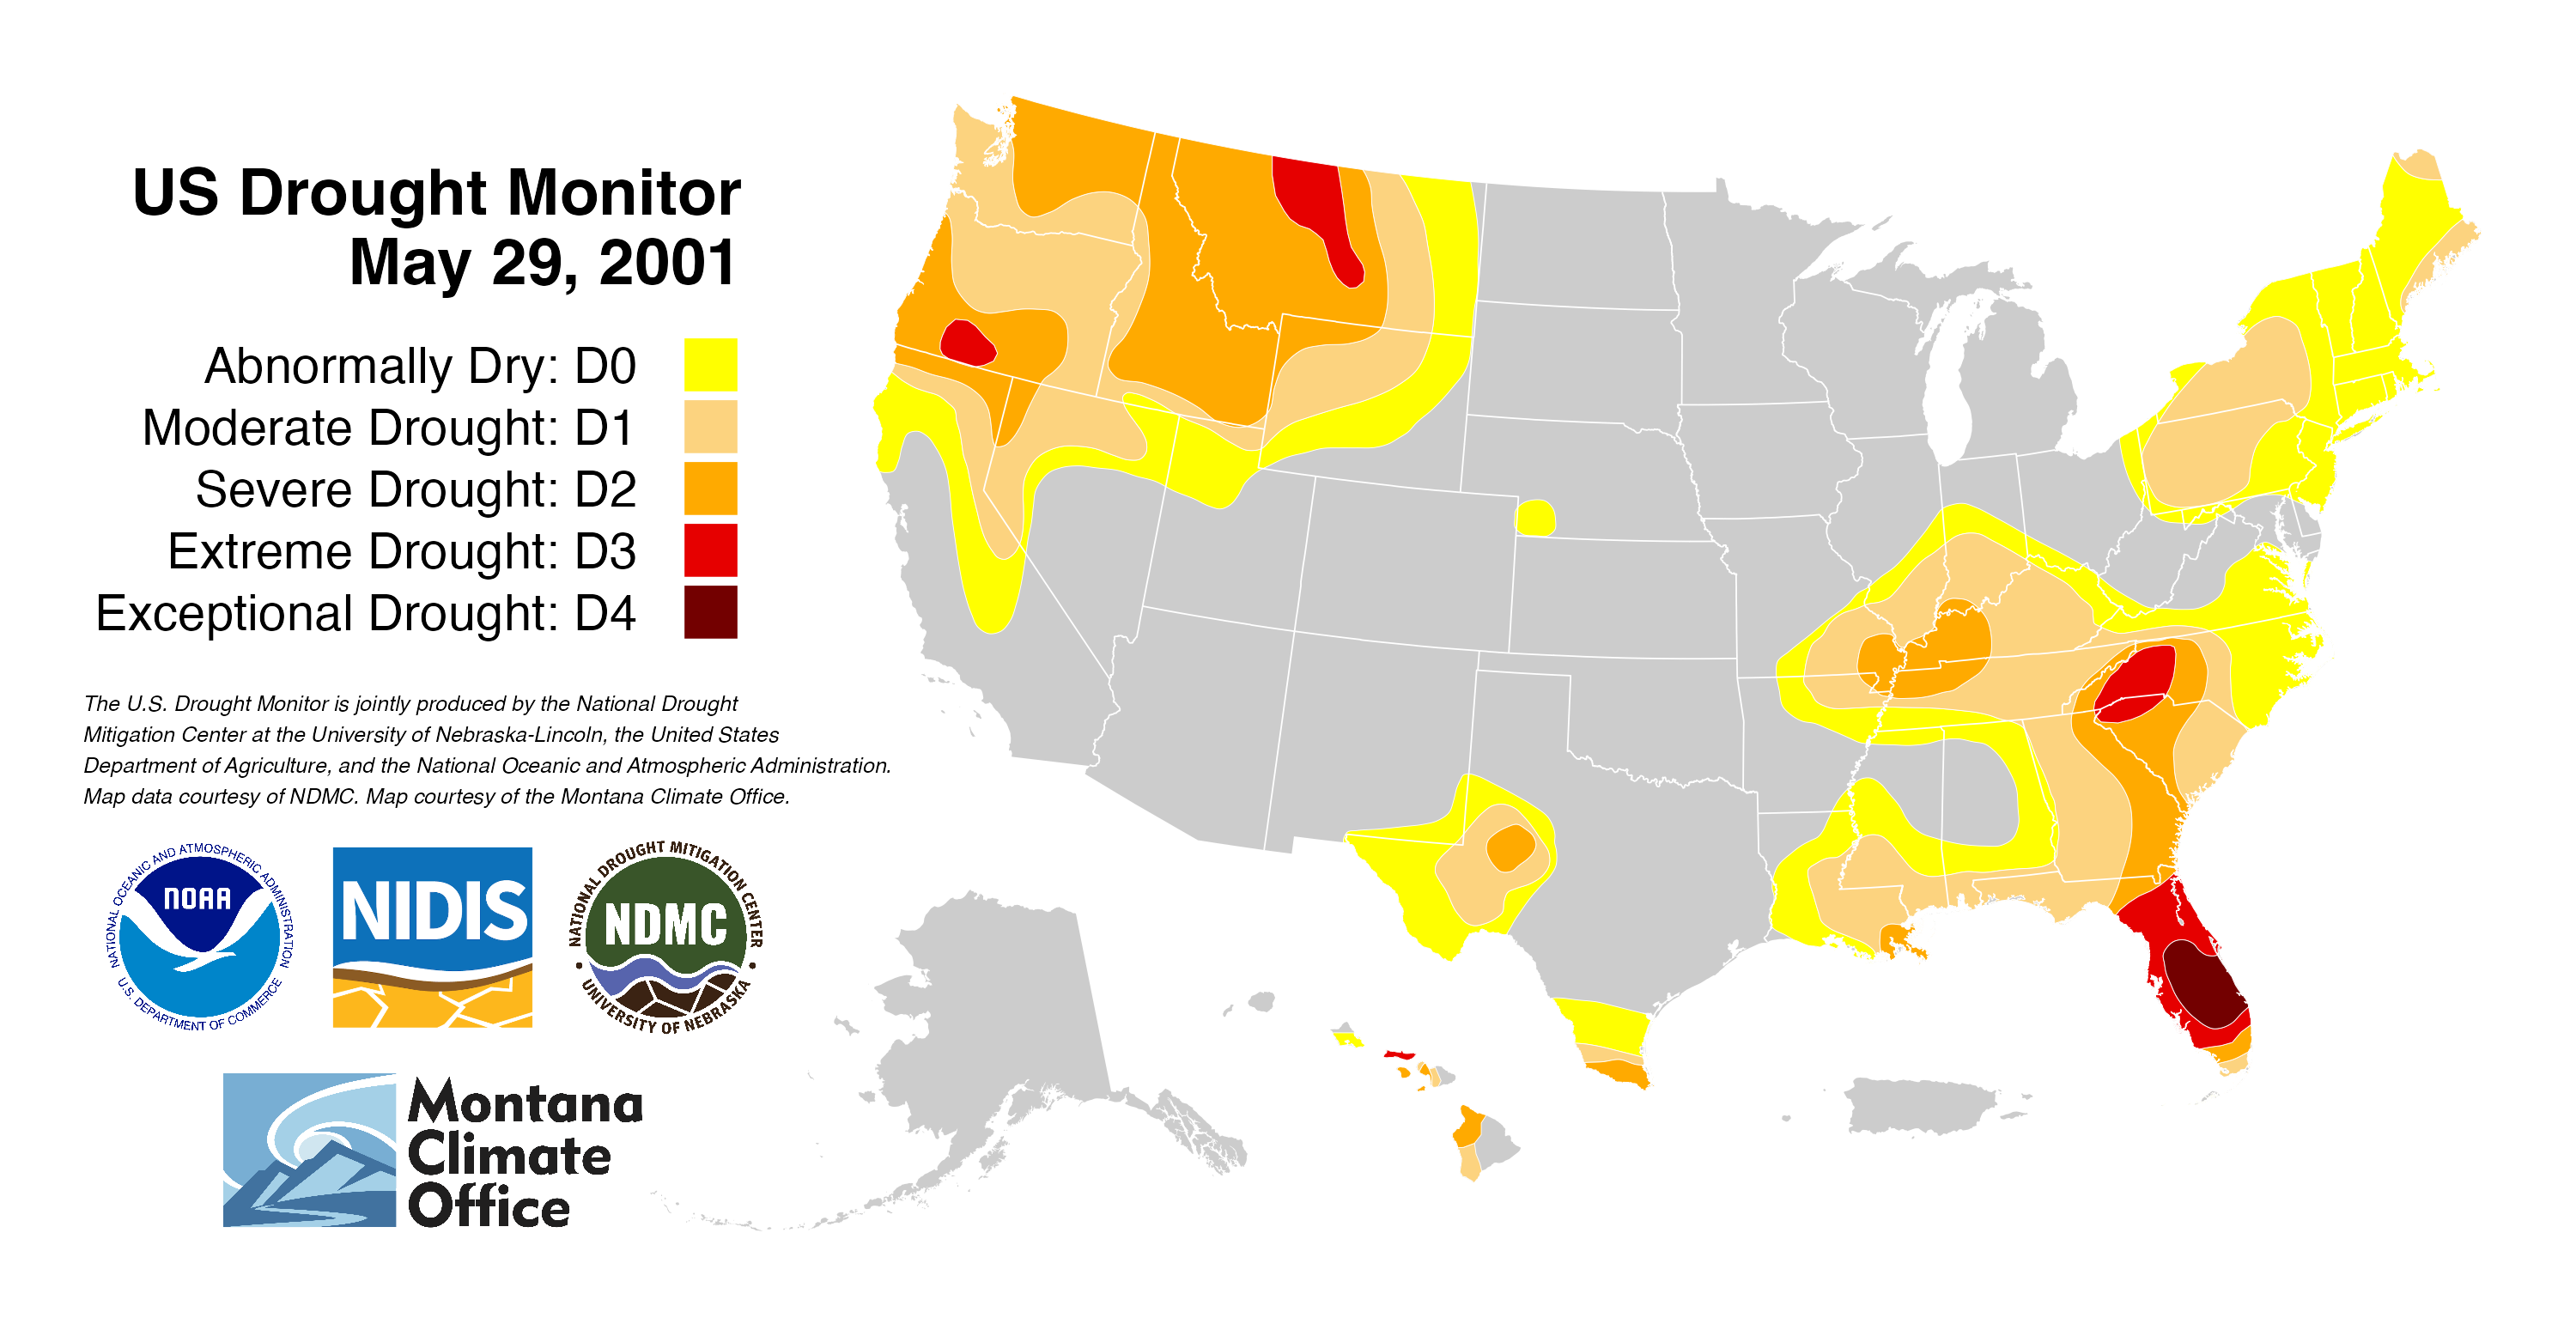 US Drought Monitor
May 29, 2001
Abnormally Dry: D0
Moderate Drought: D1
Severe Drought: D2
Extreme Drought: D3
Exceptional Drought: D4
The U.S. Drought Monitor is jointly produced by the National Drought
Mitigation Center at the University of Nebraska-Lincoln, the United States
Department of Agriculture, and the National Oceanic and Atmospheric Administration.
Map data courtesy of NDMC. Map courtesy of the Montana Climate Office.
NATIONAL OCEANIC AND ATMOSPHERIC ADMINISTRATION
NOAA
U.S. DEPARTMENT OF COMMERCE
NIDIS
NATIONAL DROUGHT MITIGATION CENTER
NDMC
UNIVERSITY OF NEBRASKA
Montana
Climate
Office